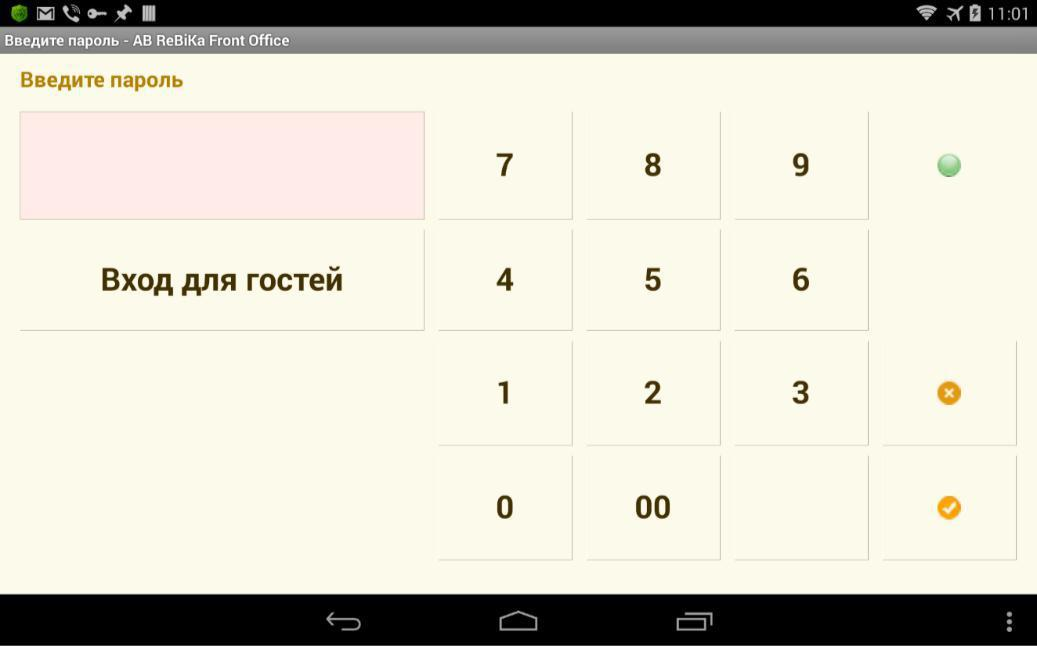 11:01
Введите пароль - AB ReBiKa Front Office
Введите пароль
7 8 9
Вход для гостей 4 5 6
1 2 3
0 00